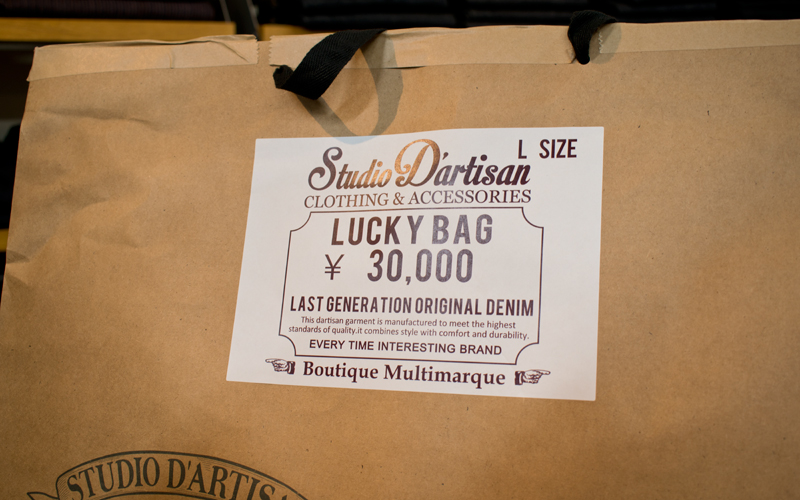 L SIZE
Studio D'artisan
CLOTHING & ACCESSORIES
LUCKY BAG
¥ 30,000
LAST GENERATION ORIGINAL DENIM
This dartisan garment is manufactured to meet the highest
standards of quality.it combines style with comfort and durability.
EVERY TIME INTERESTING BRAND
Boutique Multimarque
STUDIO D'ARTISA